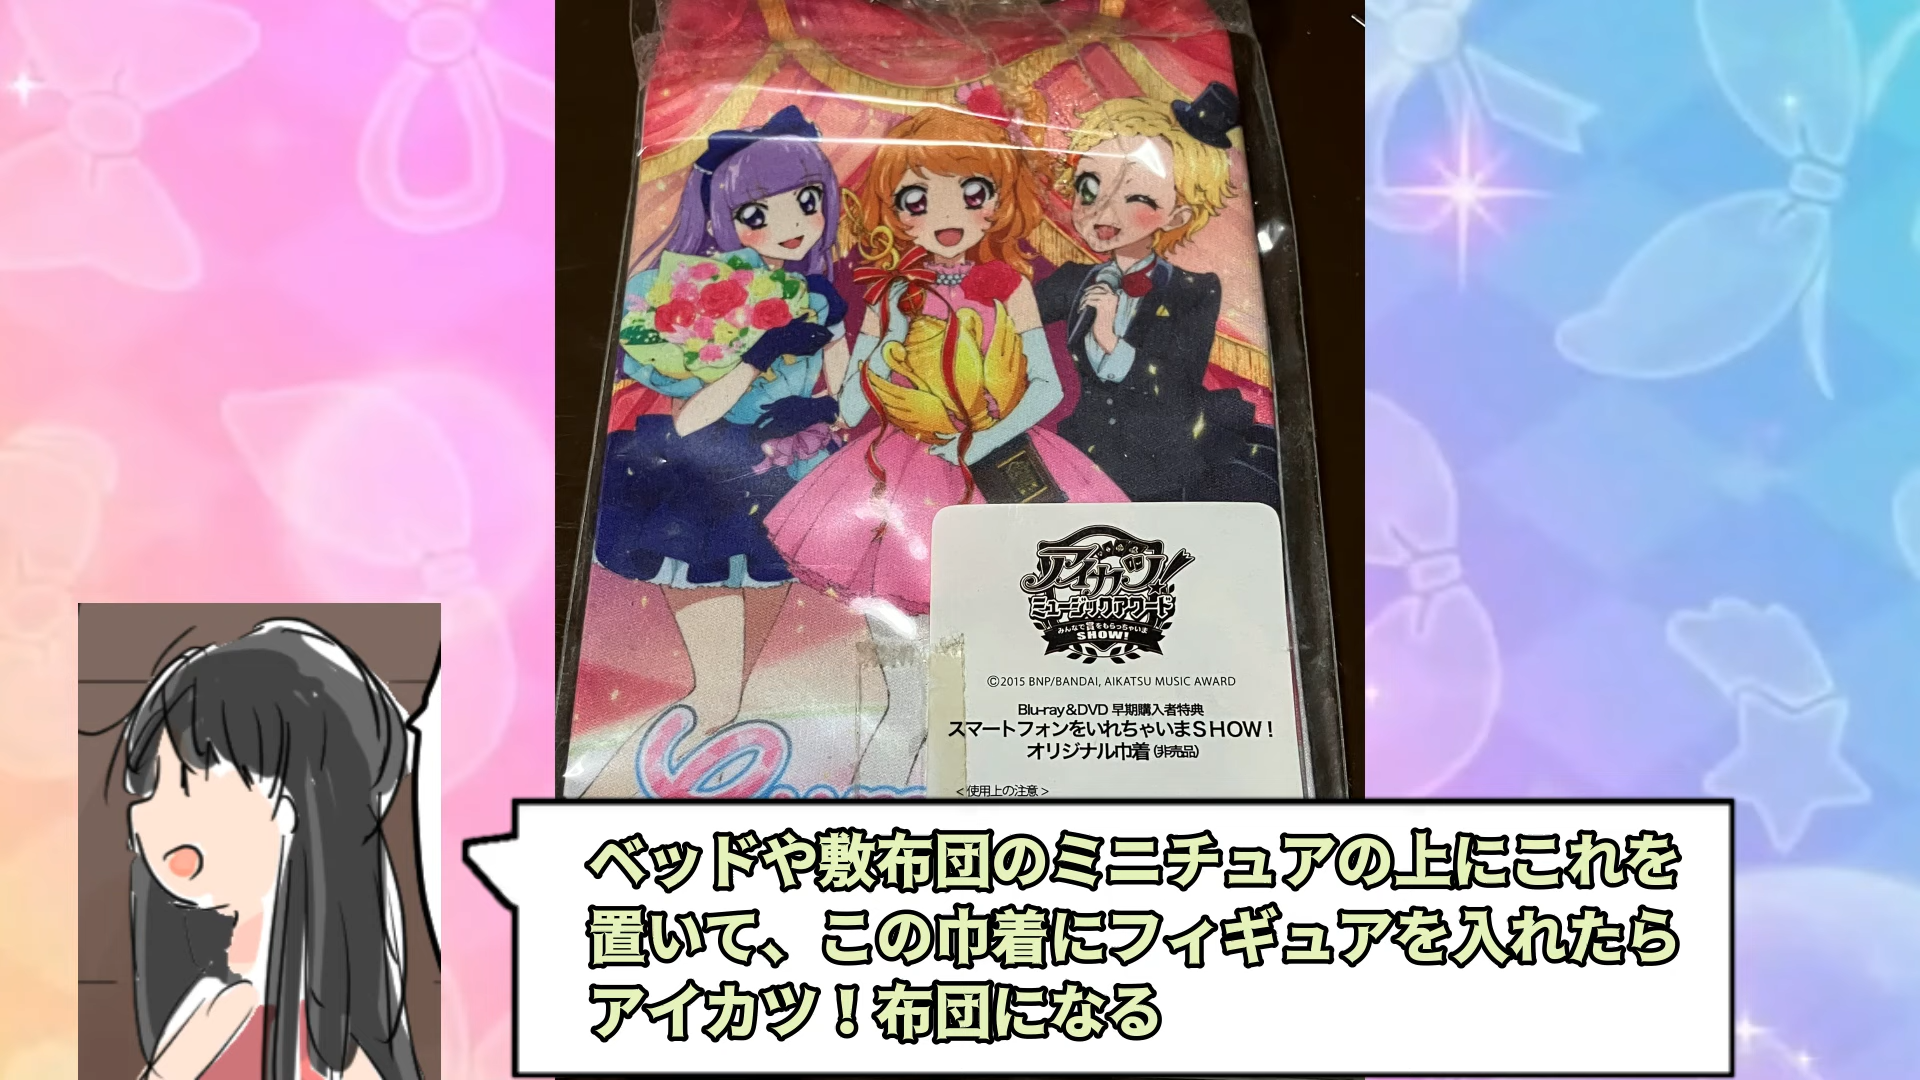 アイカツ！
ミュージックアワード
みんなで賞をもらっちゃいま
SHOW!
©2015 BNP/BANDAI, AIKATSU MUSIC AWARD
Blu-ray&DVD 早期購入者特典
スマートフォンをいれちゃいまSHOW！
オリジナル巾着(非売品)
＜使用上の注意＞
ベッドや敷布団のミニチュアの上にこれを
置いて、この巾着にフィギュアを入れたら
アイカツ！布団になる